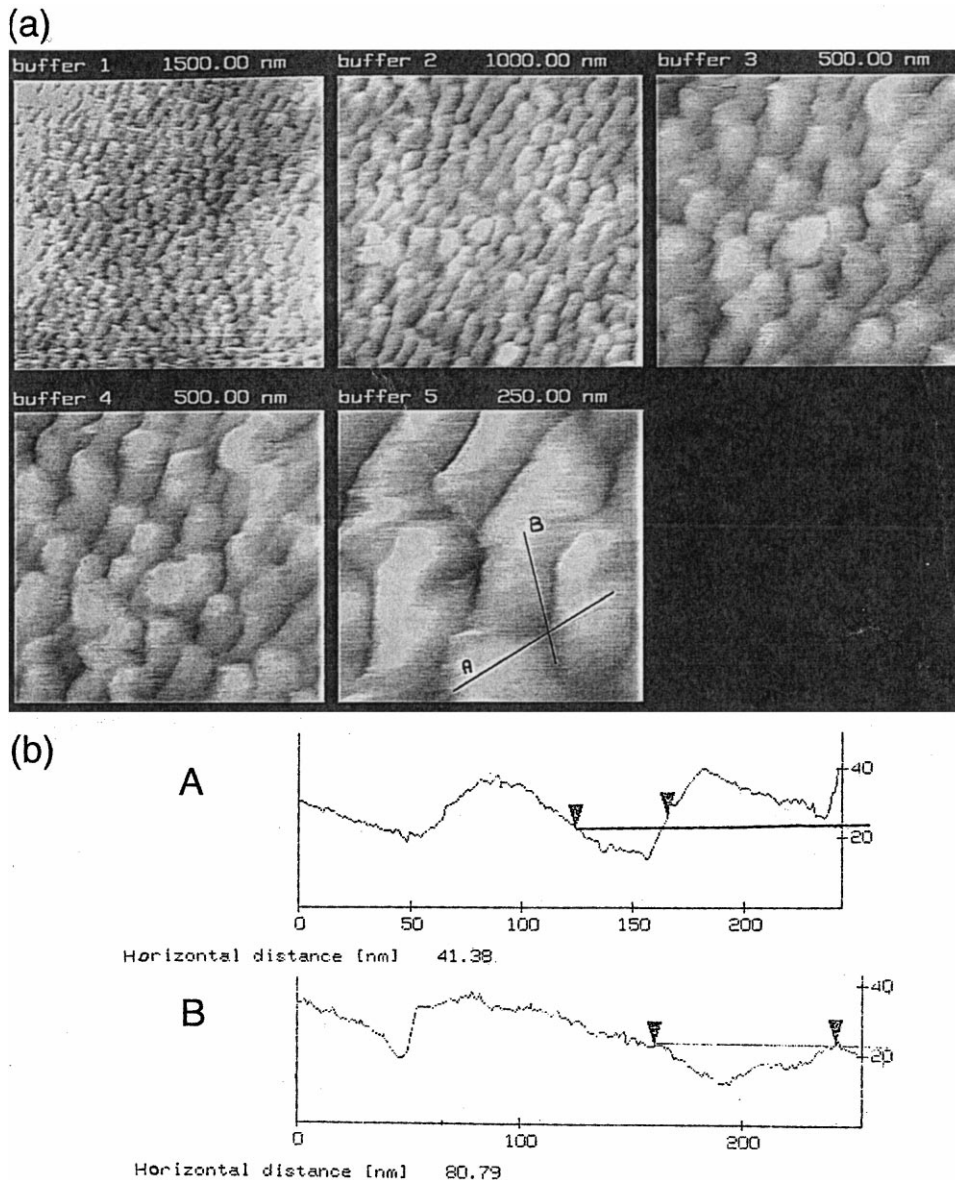 (a)
buffer 1 1500.00 nm
buffer 2 1000.00 nm
buffer 3 500.00 nm
buffer 4 500.00 nm
buffer 5 250.00 nm
B
A
(b)
A
40
20
0 50 100 150 200
Horizontal distance [nm] 41.38
B
40
20
0 100 200
Horizontal distance [nm] 80.79